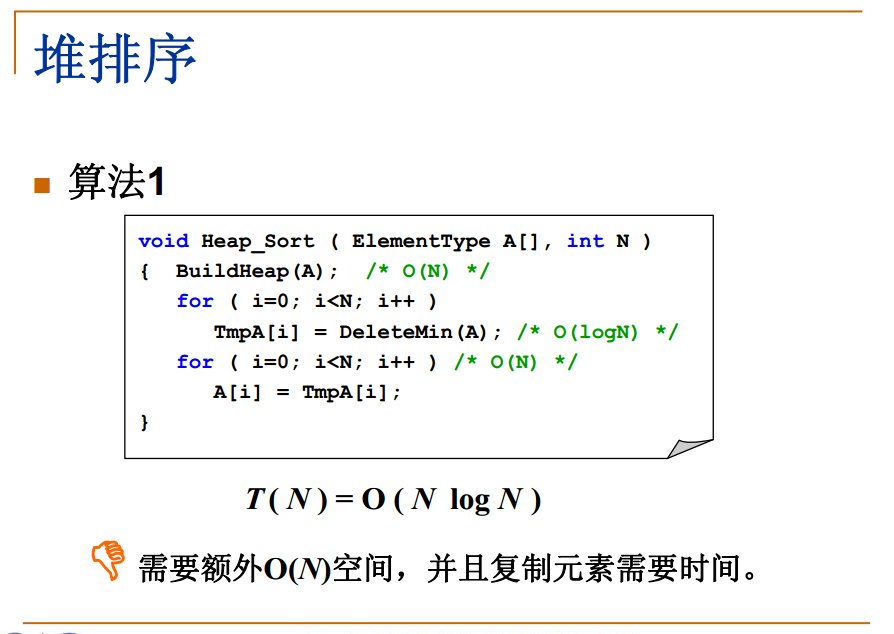 堆排序
算法1
void Heap_Sort ( ElementType A[], int N )
{  BuildHeap(A);  /* O(N) */
   for ( i=0; i<N; i++ )
      TmpA[i] = DeleteMin(A); /* O(logN) */
   for ( i=0; i<N; i++ ) /* O(N) */
      A[i] = TmpA[i];
}
T ( N ) = O ( N log N )
需要额外O(N)空间，并且复制元素需要时间。